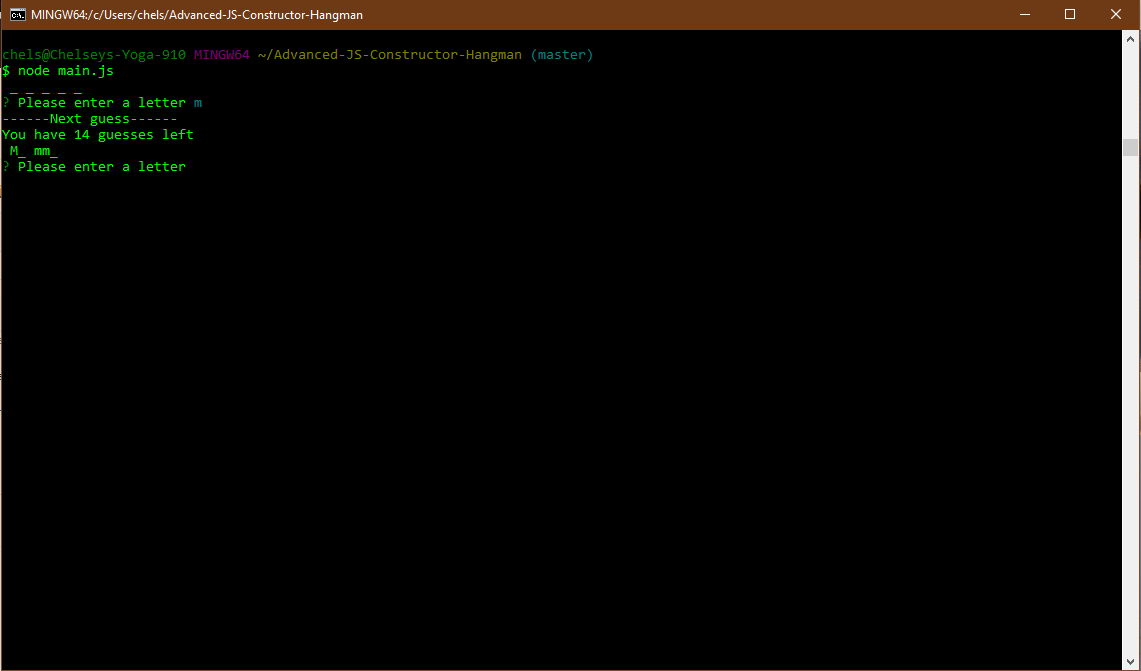 MINGW64:/c/Users/chels/Advanced-JS-Constructor-Hangman
chels@Chelseys-Yoga-910 MINGW64 ~/Advanced-JS-Constructor-Hangman (master)
$ node main.js
_ _ _ _ _
? Please enter a letter m
------Next guess------
You have 14 guesses left
M_ mm_
? Please enter a letter